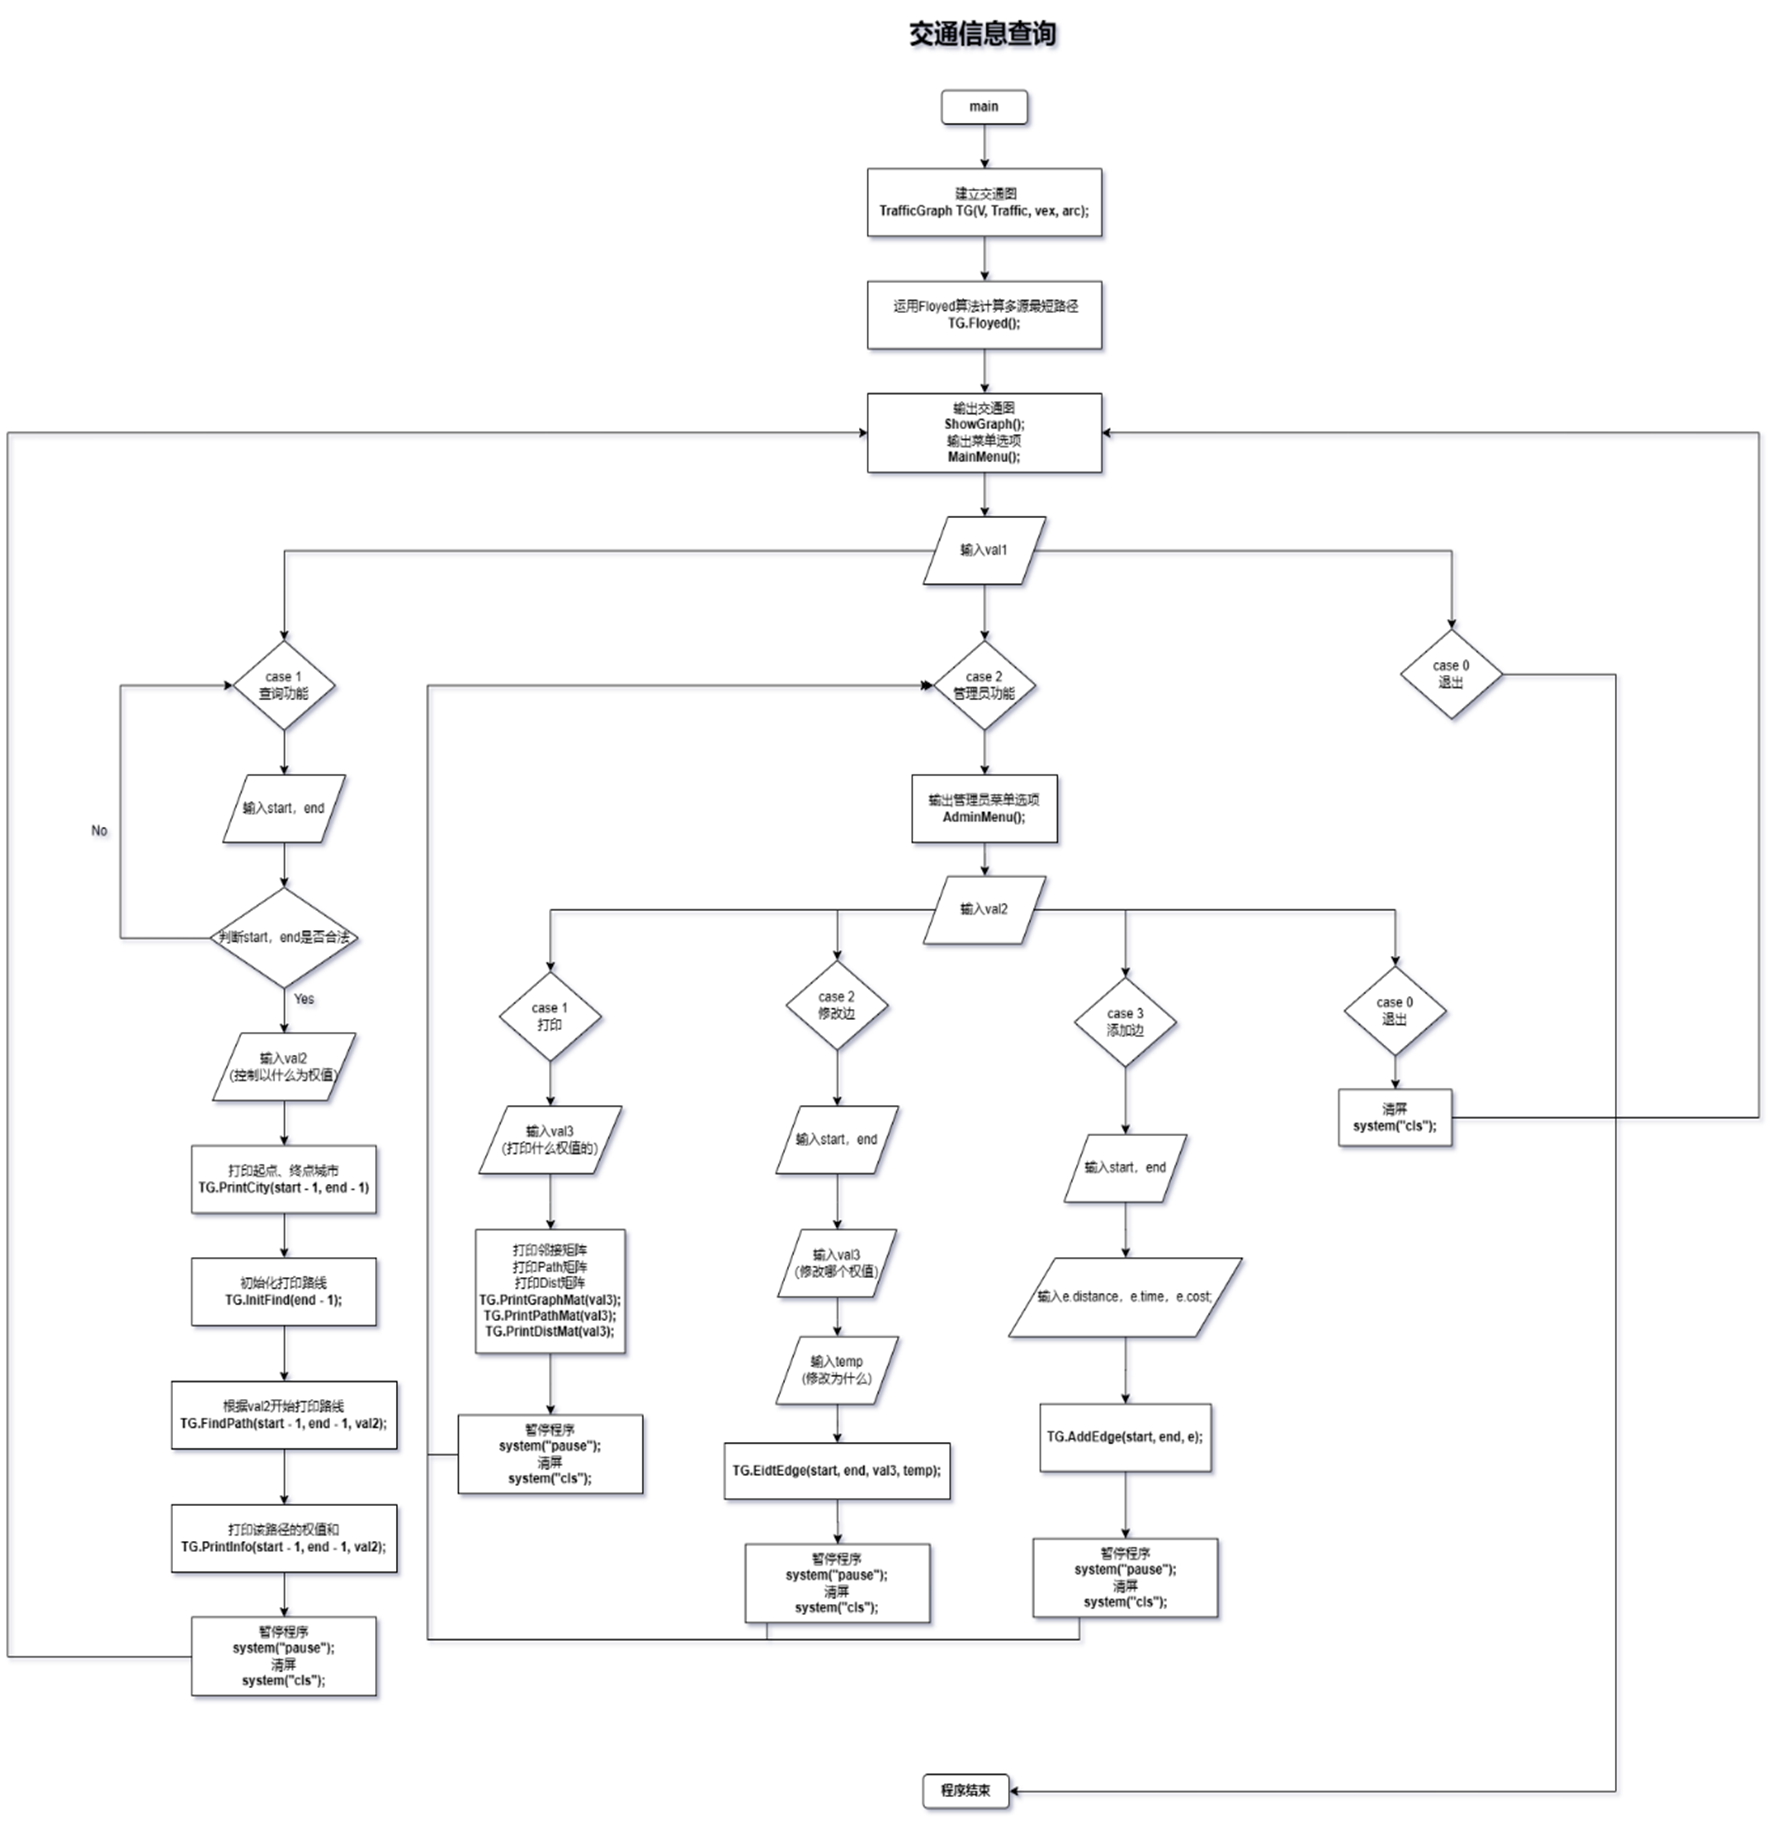 交通信息查询
main
建立交通图
TrafficGraph TG(V, Traffic, vex, arc);
运用Floyed算法计算多源最短路径
TG.Floyed();
输出交通图
ShowGraph();
输出菜单选项
MainMenu();
输入val1
case 1
查询功能
case 2
管理员功能
case 0
退出
输入start，end
No
判断start，end是否合法
Yes
输入val2
（控制以什么为权值）
打印起点、终点城市
TG.PrintCity(start - 1, end - 1)
初始化打印路线
TG.InitFind(end - 1);
根据val2开始打印路线
TG.FindPath(start - 1, end - 1, val2);
打印该路径的权值和
TG.PrintInfo(start - 1, end - 1, val2);
暂停程序
system("pause");
清屏
system("cls");
输出管理员菜单选项
AdminMenu();
输入val2
case 1
打印
输入val3
（打印什么权值的）
打印邻接矩阵
打印Path矩阵
打印Dist矩阵
TG.PrintGraphMat(val3);
TG.PrintPathMat(val3);
TG.PrintDistMat(val3);
暂停程序
system("pause");
清屏
system("cls");
case 2
修改边
输入start，end
输入val3
（修改哪个权值）
输入temp
（修改为什么）
TG.EidtEdge(start, end, val3, temp);
暂停程序
system("pause");
清屏
system("cls");
case 3
添加边
输入start，end
输入e.distance，e.time，e.cost;
TG.AddEdge(start, end, e);
暂停程序
system("pause");
清屏
system("cls");
case 0
退出
清屏
system("cls");
程序结束